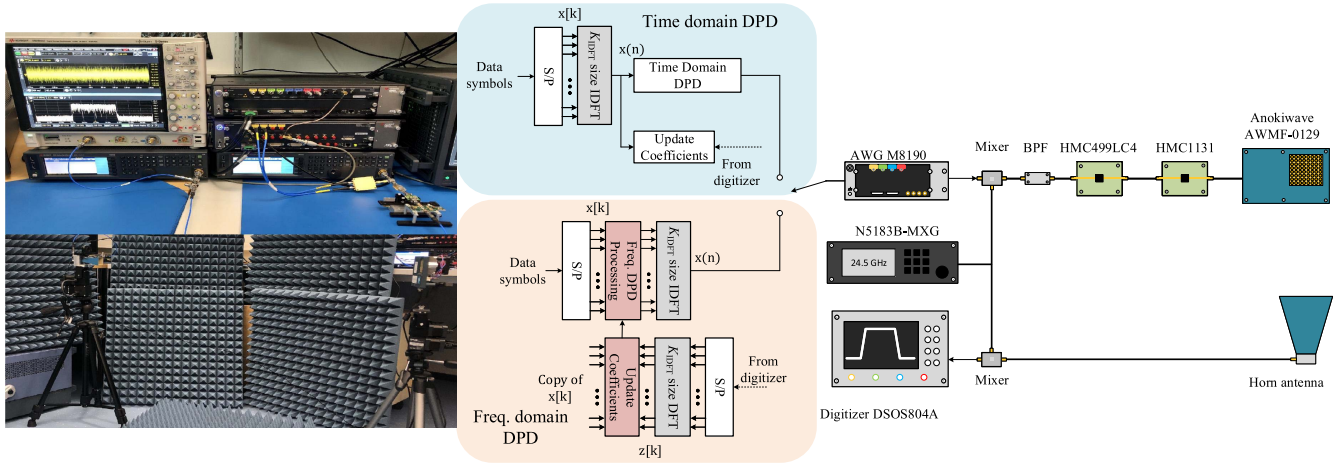 Time domain DPD
x[k]
Data
symbols
S/P
K_IDFT size IDFT
x(n)
Time Domain
DPD
Update
Coefficients
From
digitizer
x[k]
Data
symbols
S/P
Freq. DPD
Processing
K_IDFT size IDFT
x(n)
Copy of
x[k]
Update
Coefficients
K_IDFT size DFT
S/P
From
digitizer
z[k]
Freq. domain
DPD
AWG M8190
Mixer
BPF
HMC499LC4
HMC1131
Anokiwave
AWMF-0129
N5183B-MXG
24.5 GHz
Mixer
Digitizer DSOS804A
Horn antenna